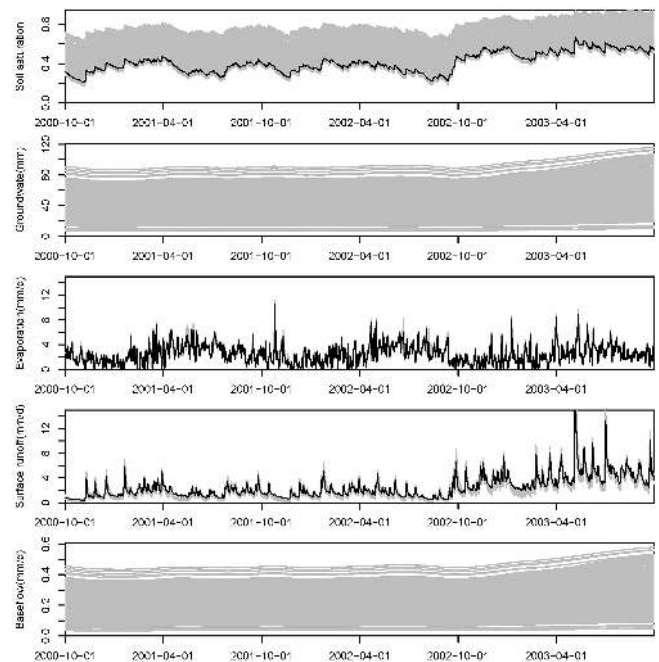 Soil saturation
0.0 0.4 0.8
2000-10-01 2001-04-01 2001-10-01 2002-04-01 2002-10-01 2003-04-01
Groundwate(mm)
0 40 80 120
2000-10-01 2001-04-01 2001-10-01 2002-04-01 2002-10-01 2003-04-01
Evaporation(mm/d)
0 4 8 12
2000-10-01 2001-04-01 2001-10-01 2002-04-01 2002-10-01 2003-04-01
Surface runoff(mm/d)
0 4 8 12
2000-10-01 2001-04-01 2001-10-01 2002-04-01 2002-10-01 2003-04-01
Baseflow(mm/d)
0.0 0.2 0.4 0.6
2000-10-01 2001-04-01 2001-10-01 2002-04-01 2002-10-01 2003-04-01